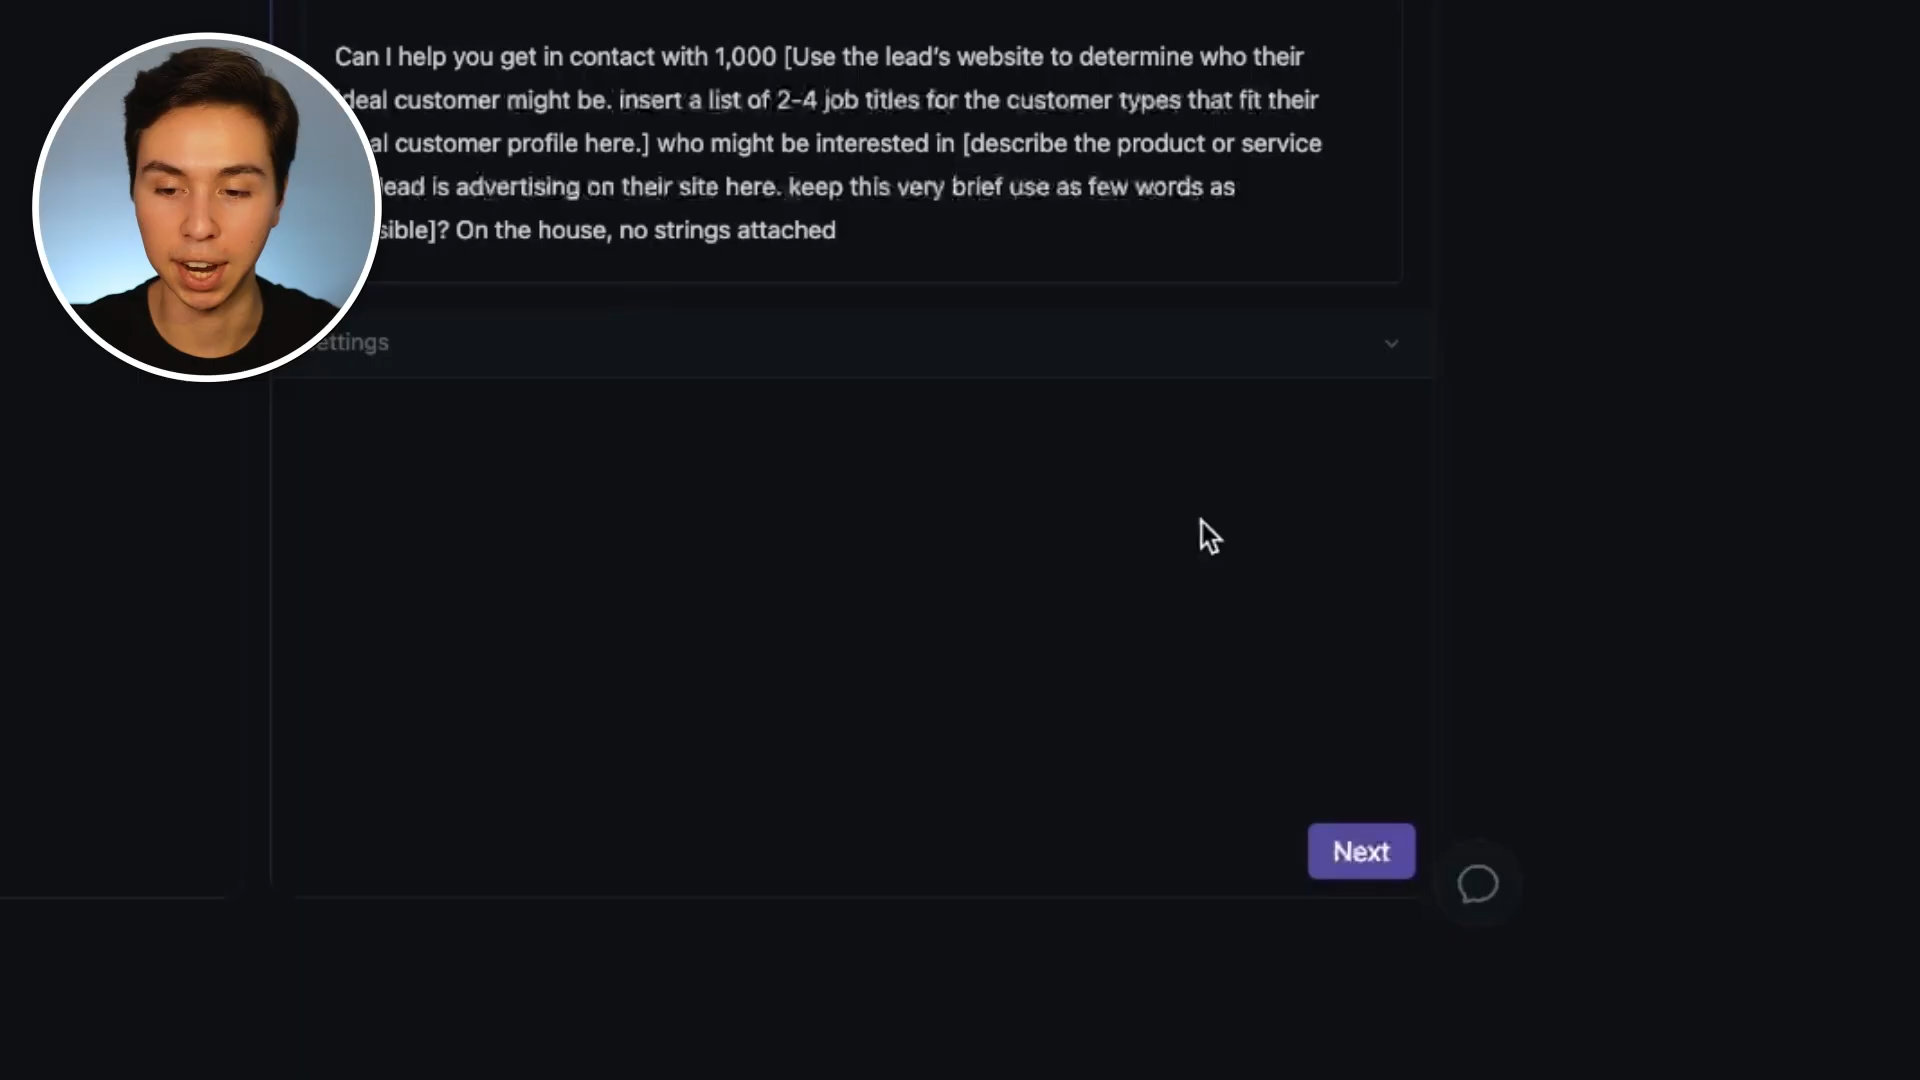 Can I help you get in contact with 1,000 [Use the lead's website to determine who their
deal customer might be. insert a list of 2-4 job titles for the customer types that fit their
al customer profile here.] who might be interested in [describe the product or service
lead is advertising on their site here. keep this very brief use as few words as
sible]? On the house, no strings attached
ettings
Next